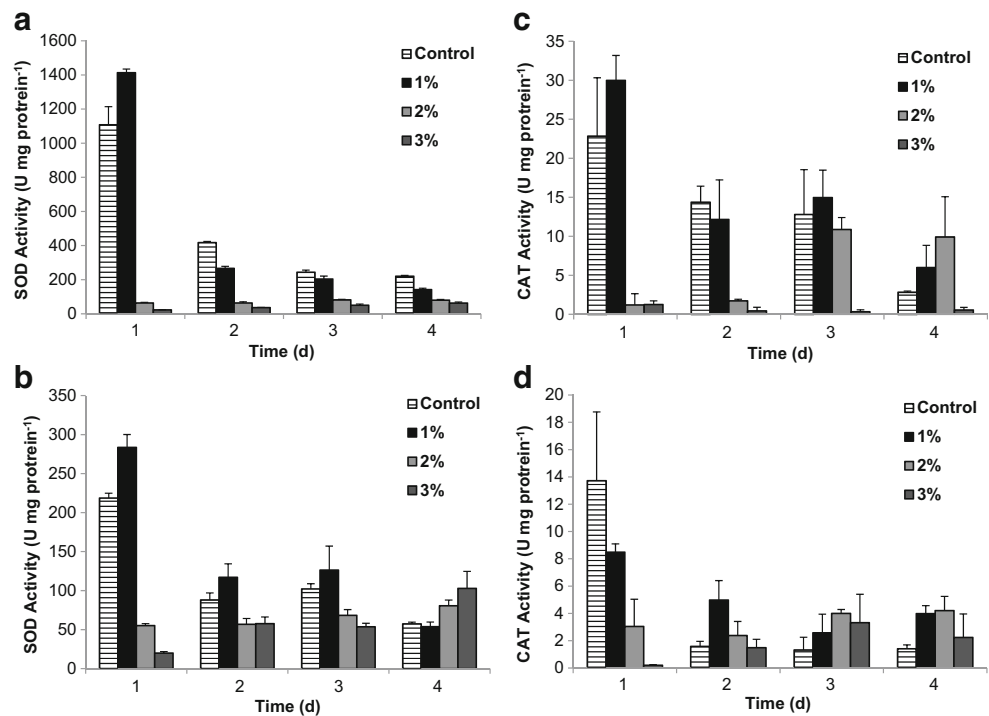 a
SOD Activity (U mg protrein-1)
1600
1400
1200
1000
800
600
400
200
0
1 2 3 4
Time (d)
Control
1%
2%
3%
c
CAT Activity (U mg protrein-1)
35
30
25
20
15
10
5
0
1 2 3 4
Time (d)
Control
1%
2%
3%
b
SOD Activity (U mg protrein-1)
350
300
250
200
150
100
50
0
1 2 3 4
Time (d)
Control
1%
2%
3%
d
CAT Activity (U mg protrein-1)
20
18
16
14
12
10
8
6
4
2
0
1 2 3 4
Time (d)
Control
1%
2%
3%